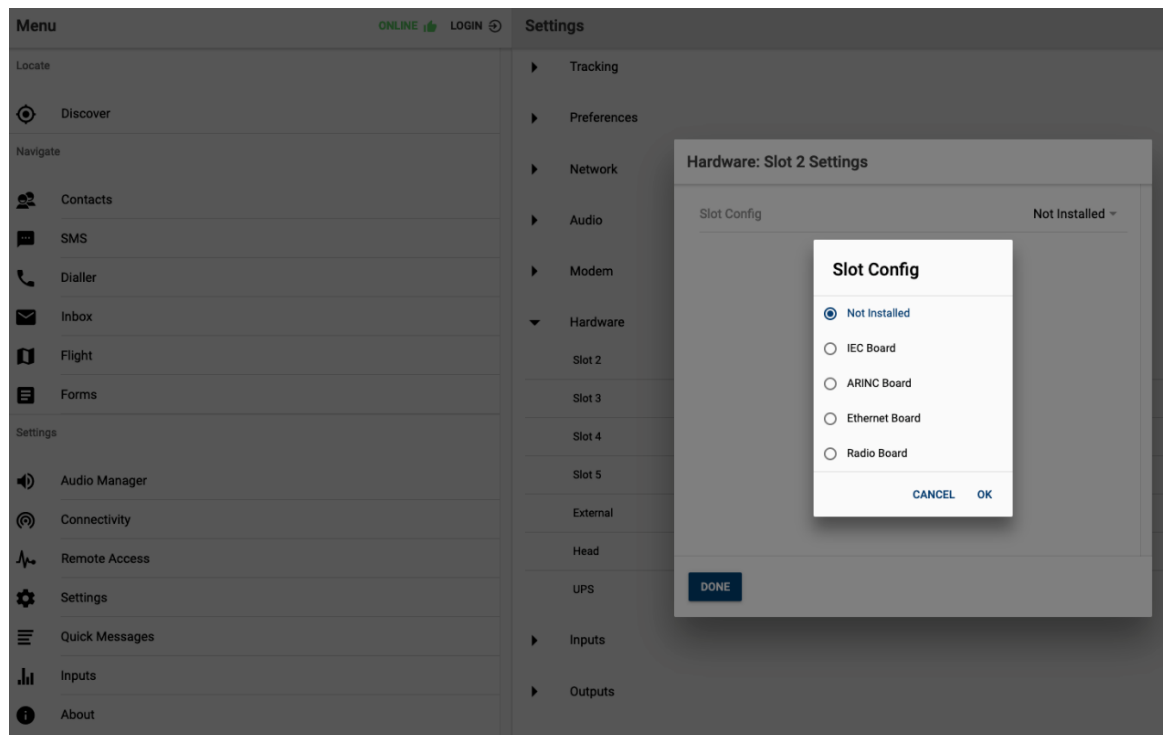 Menu
ONLINE LOGIN
Locate
Discover
Navigate
Contacts
SMS
Dialler
Inbox
Flight
Forms
Settings
Audio Manager
Connectivity
Remote Access
Settings
Quick Messages
Inputs
About
Settings
Tracking
Preferences
Network
Audio
Modem
Hardware
Slot 2
Slot 3
Slot 4
Slot 5
External
Head
UPS
Inputs
Outputs
Hardware: Slot 2 Settings
Slot Config Not Installed
Slot Config
Not Installed
IEC Board
ARINC Board
Ethernet Board
Radio Board
CANCEL OK
DONE